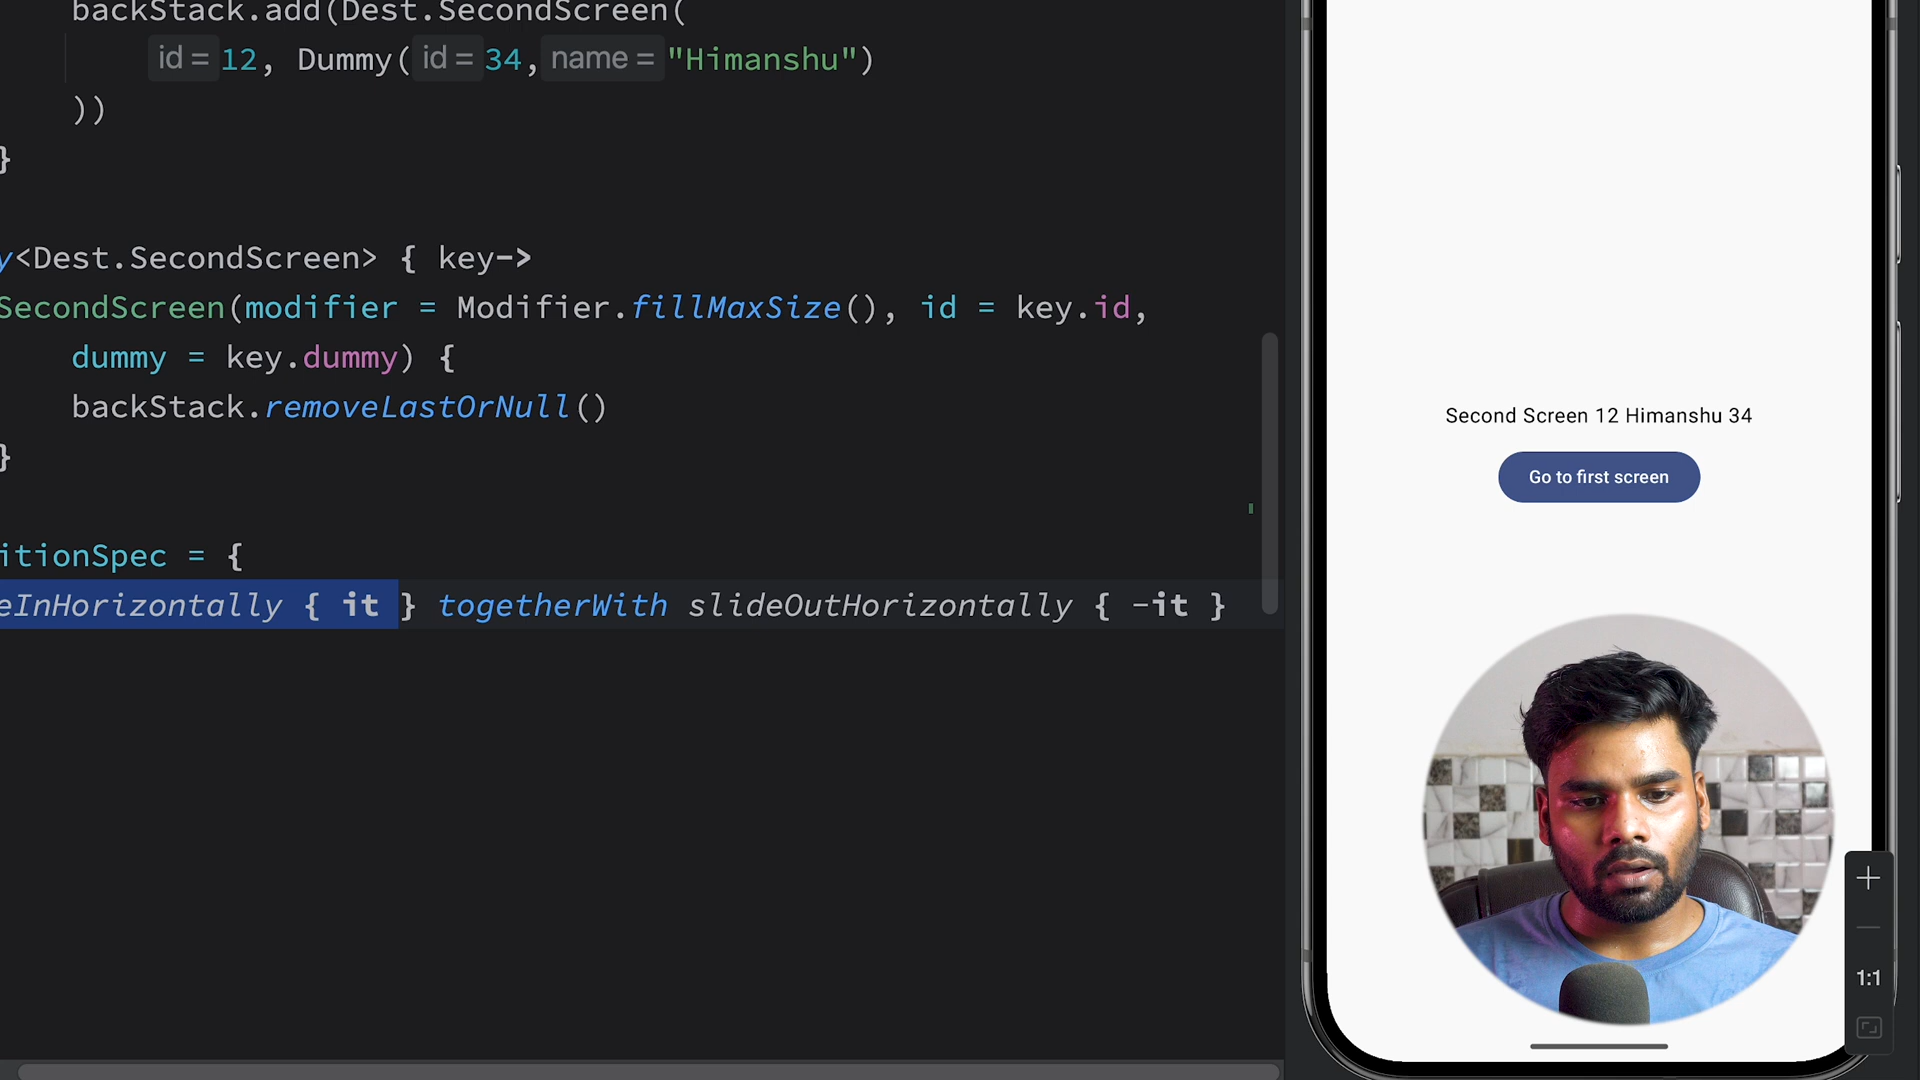 backStack.add(Dest.SecondScreen(
id = 12, Dummy( id = 34, name = "Himanshu")
))
}
y<Dest.SecondScreen> { key->
SecondScreen(modifier = Modifier.fillMaxSize(), id = key.id,
dummy = key.dummy) {
backStack.removeLastOrNull()
}
itionSpec = {
eInHorizontally { it } togetherWith slideOutHorizontally { -it }
Second Screen 12 Himanshu 34
Go to first screen
1:1